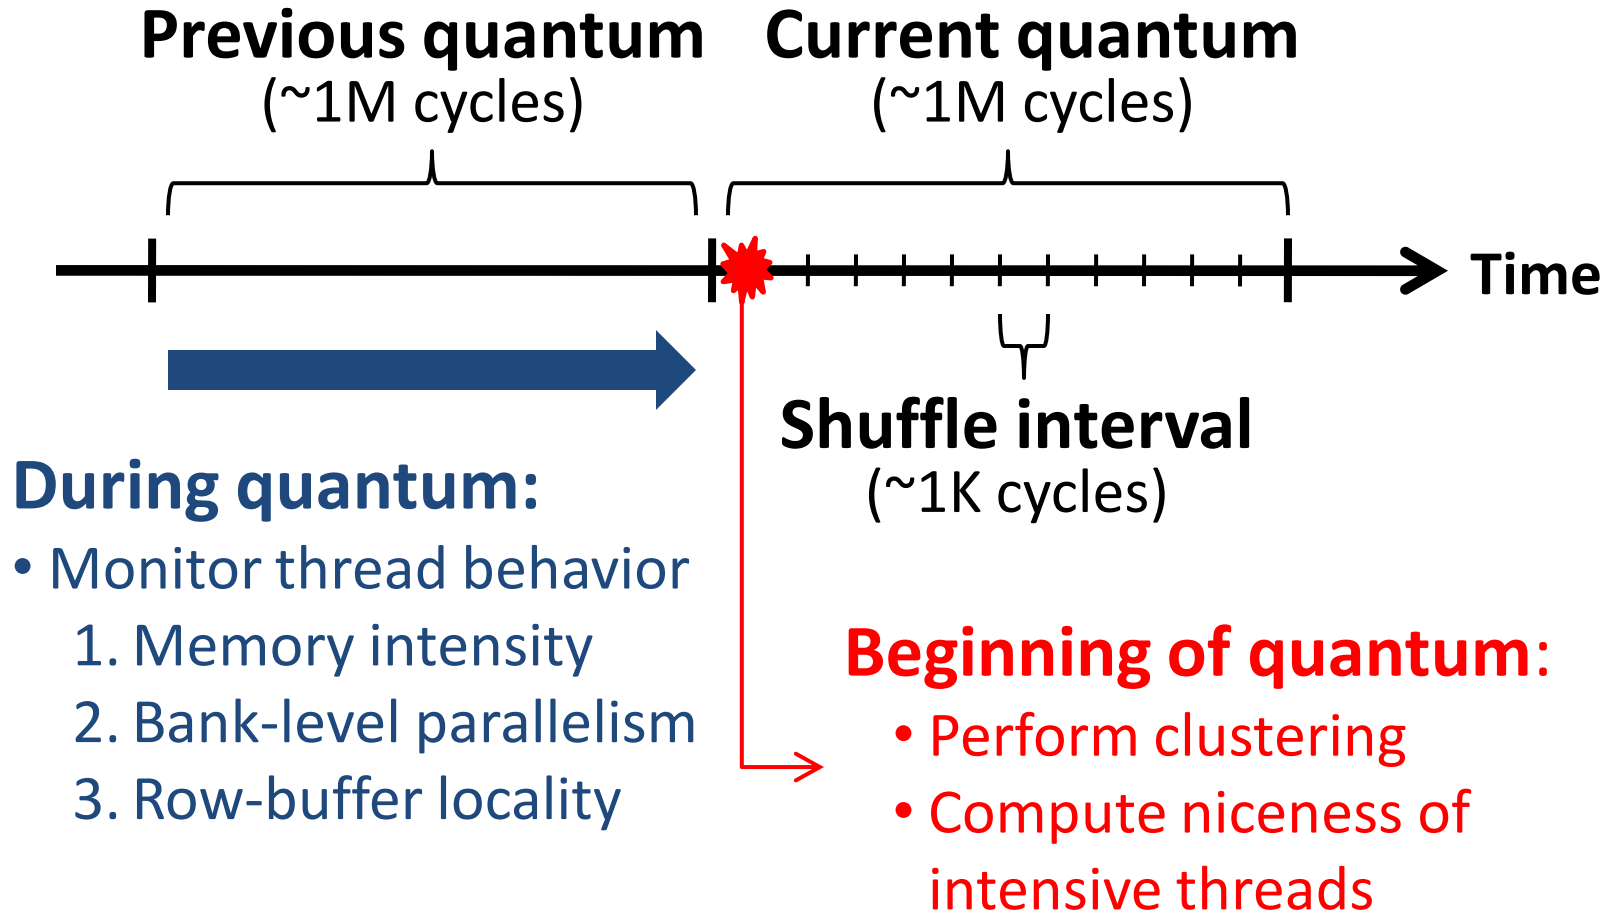 Previous quantum
(~1M cycles)
Current quantum
(~1M cycles)
Time
Shuffle interval
(~1K cycles)
During quantum:
• Monitor thread behavior
1. Memory intensity
2. Bank-level parallelism
3. Row-buffer locality
Beginning of quantum:
• Perform clustering
• Compute niceness of
intensive threads